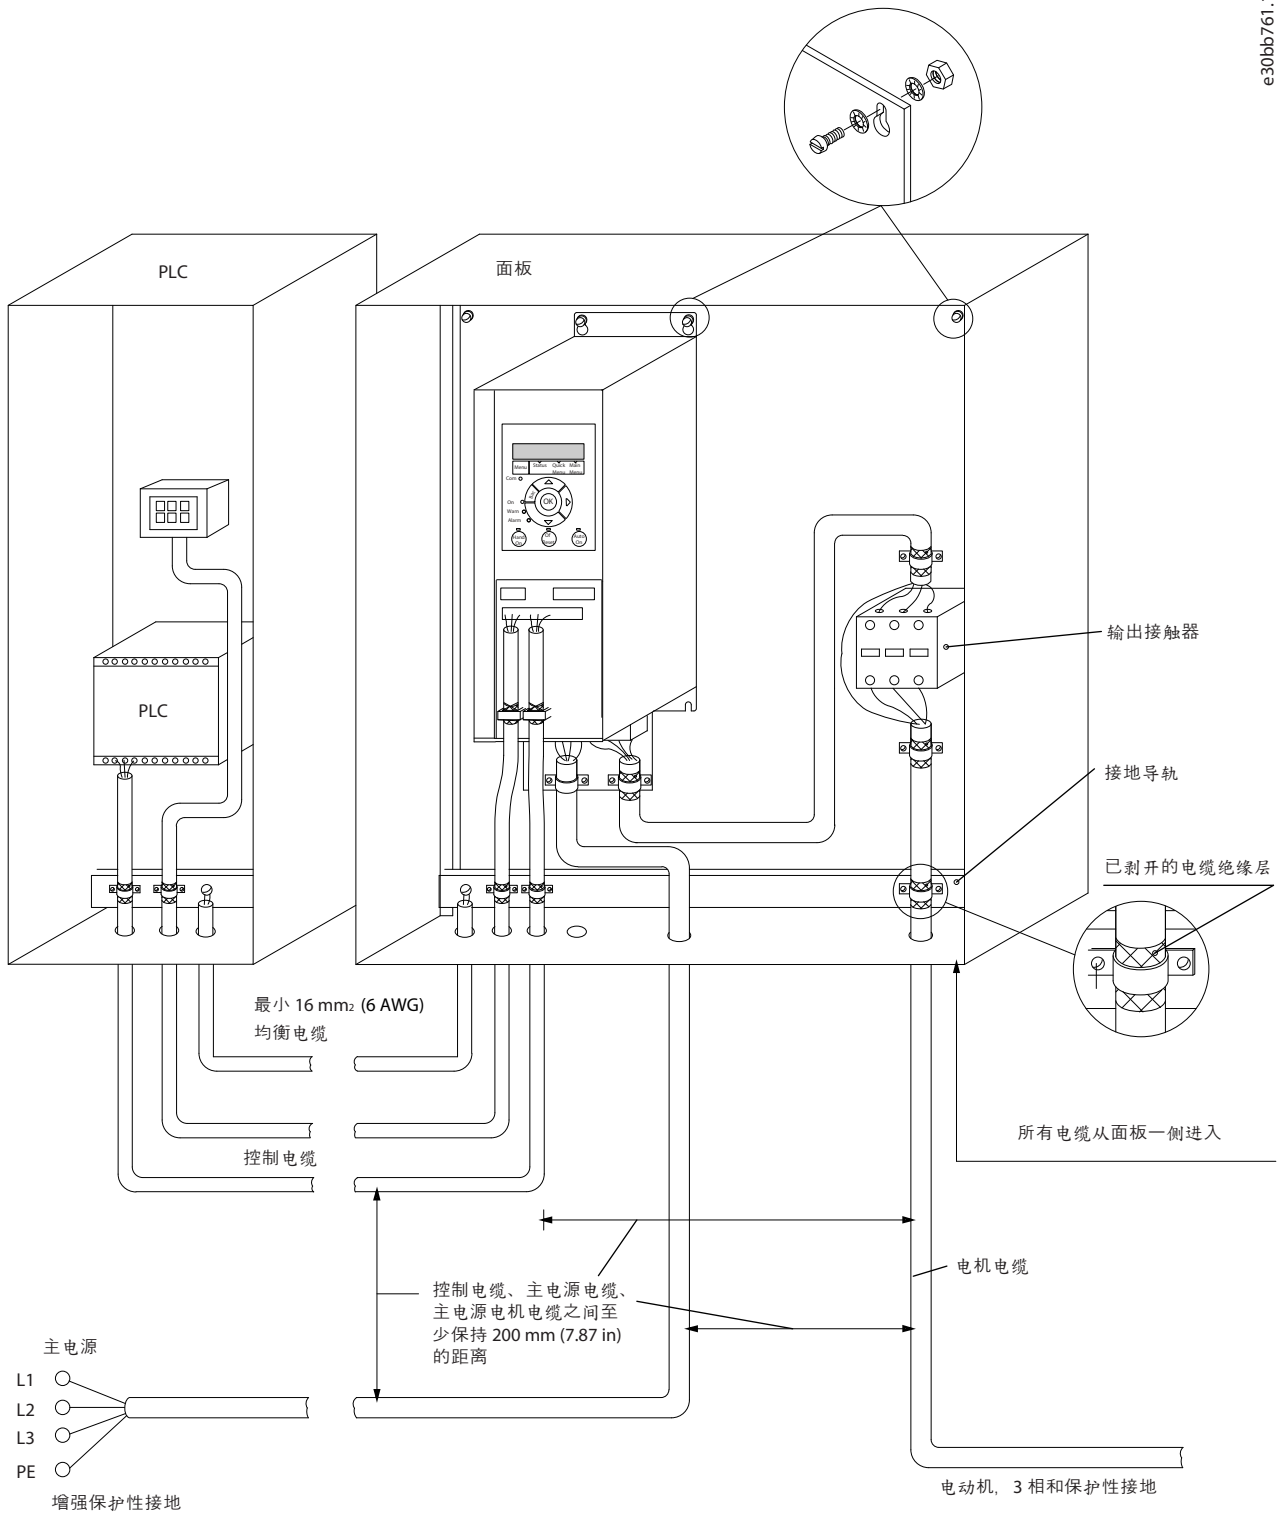 e30bb761.
PLC
面板
Menu
Status
Quick Menu
Main Menu
Com
OK
On
Warn
Alarm
Hand On
Off Reset
Auto On
PLC
输出接触器
接地导轨
已剥开的电缆绝缘层
最小 16 mm2 (6 AWG)
均衡电缆
控制电缆
所有电缆从面板一侧进入
电机电缆
控制电缆、主电源电缆、
主电源电机电缆之间至
少保持 200 mm (7.87 in)
的距离
主电源
L1
L2
L3
PE
增强保护性接地
电动机, 3 相和保护性接地